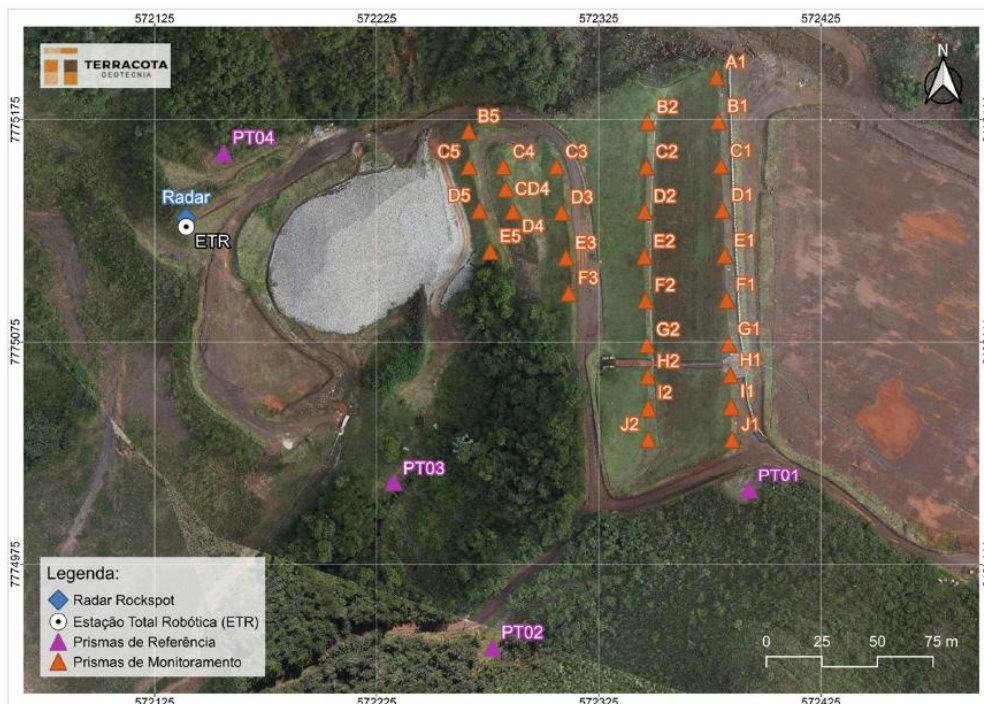 572125 572225 572325 572425
TERRACOTA
GEOTECNIA
N
A1
7775175
B2 B1
B5
PT04
C5 C4 C3 C2 C1
Radar
CD4
D5 D4 D3 D2 D1
ETR
E5 E3 E2 E1
F3 F2 F1
7775075
G2 G1
H2 H1
I2 I1
J2 J1
PT03
PT01
7774975
Legenda:
Radar Rockspot
Estação Total Robótica (ETR)
Prismas de Referência
Prismas de Monitoramento
PT02
0 25 50 75 m
572125 572225 572325 572425